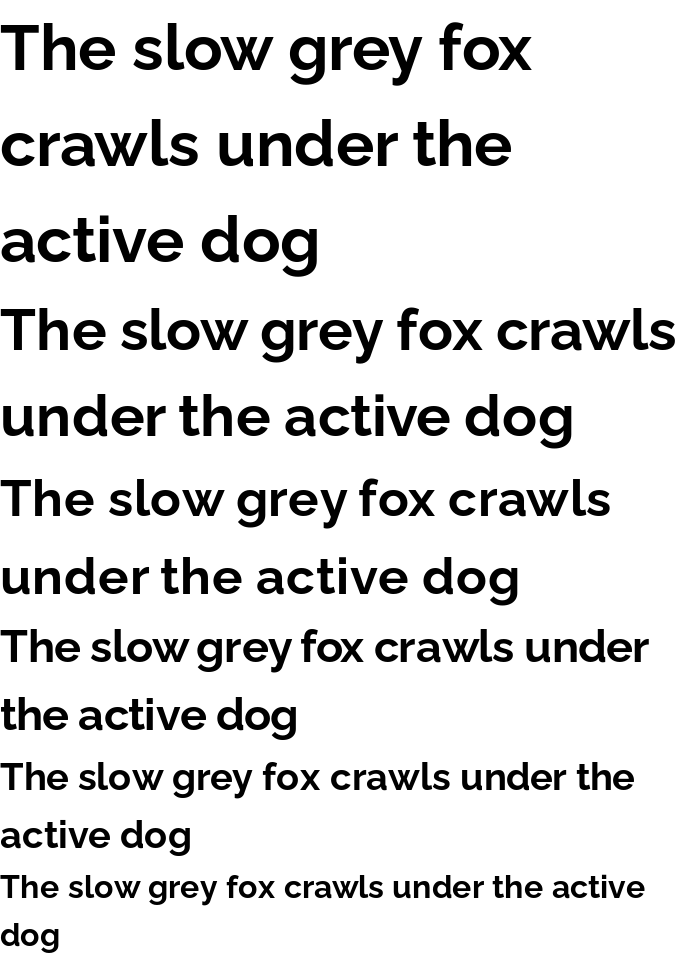 The slow grey fox
crawls under the
active dog
The slow grey fox crawls
under the active dog
The slow grey fox crawls
under the active dog
The slow grey fox crawls under
the active dog
The slow grey fox crawls under the
active dog
The slow grey fox crawls under the active
dog